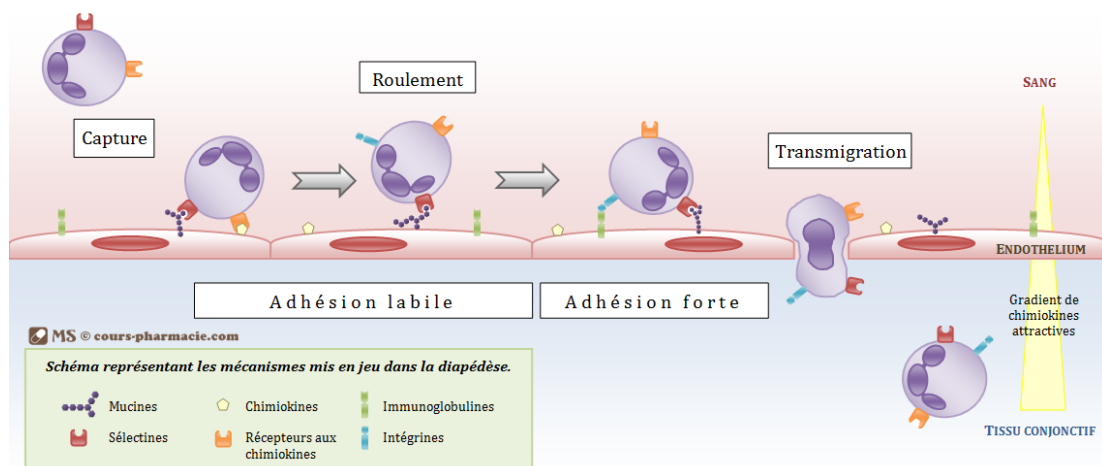 SANG
Roulement
Capture
Transmigration
ENDOTHELIUM
Adhésion labile
Adhésion forte
Gradient de
chimiokines
attractives
MS © cours-pharmacie.com
Schéma représentant les mécanismes mis en jeu dans la diapédèse.
Mucines
Chimiokines
Immunoglobulines
Sélectines
Récepteurs aux
chimiokines
Intégrines
TISSU CONJONCTIF